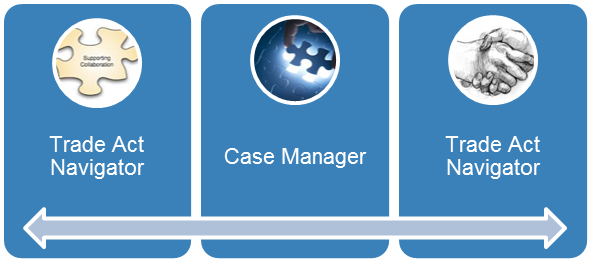 Supporting
Collaboration
Trade Act
Navigator
Case Manager
Trade Act
Navigator